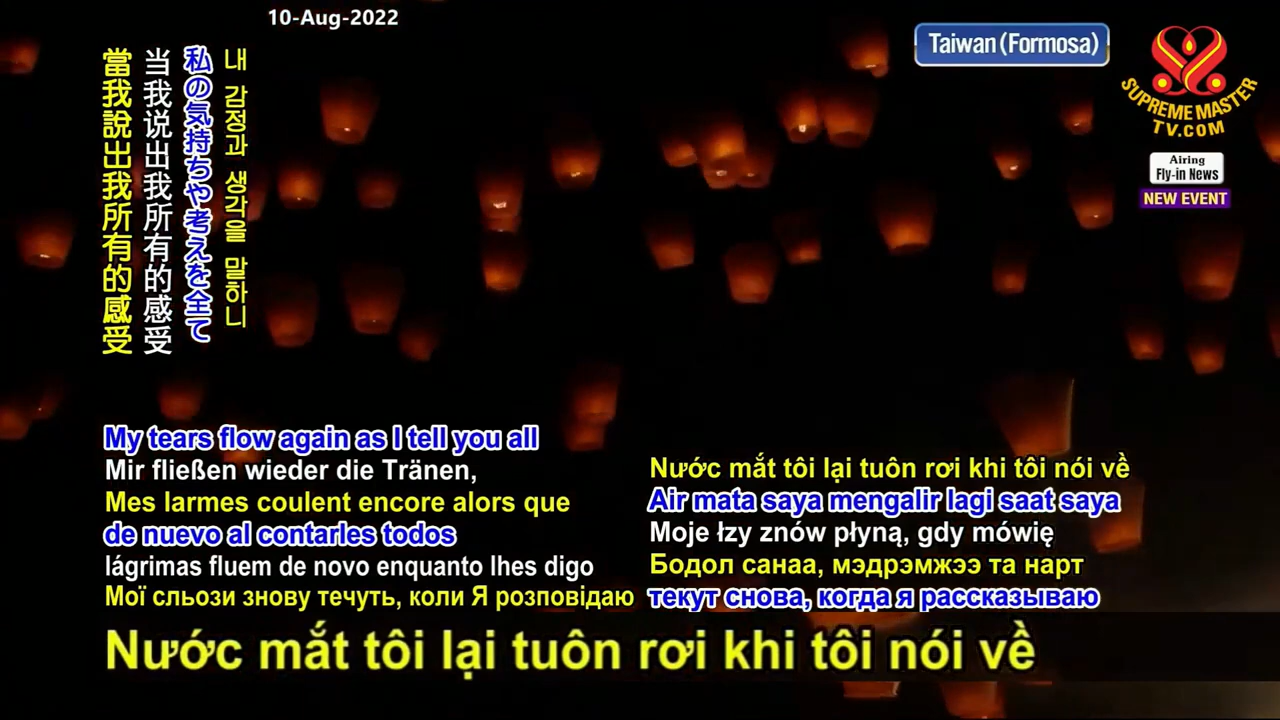 10-Aug-2022
Taiwan (Formosa)
SUPREME MASTER
TV.COM
Airing
Fly-in News
NEW EVENT
當我說出我所有的感受
当我说出我所有的感受
私の気持ちや考えを全て
내 감정과 생각을 말하니
My tears flow again as I tell you all
Mir fließen wieder die Tränen,
Mes larmes coulent encore alors que
de nuevo al contarles todos
lágrimas fluem de novo enquanto lhes digo
Мої сльози знову течуть, коли Я розповідаю
Nước mắt tôi lại tuôn rơi khi tôi nói về
Air mata saya mengalir lagi saat saya
Moje łzy znów płyną, gdy mówię
Бодол санаа, мэдрэмжээ та нарт
текут снова, когда я рассказываю
Nước mắt tôi lại tuôn rơi khi tôi nói về